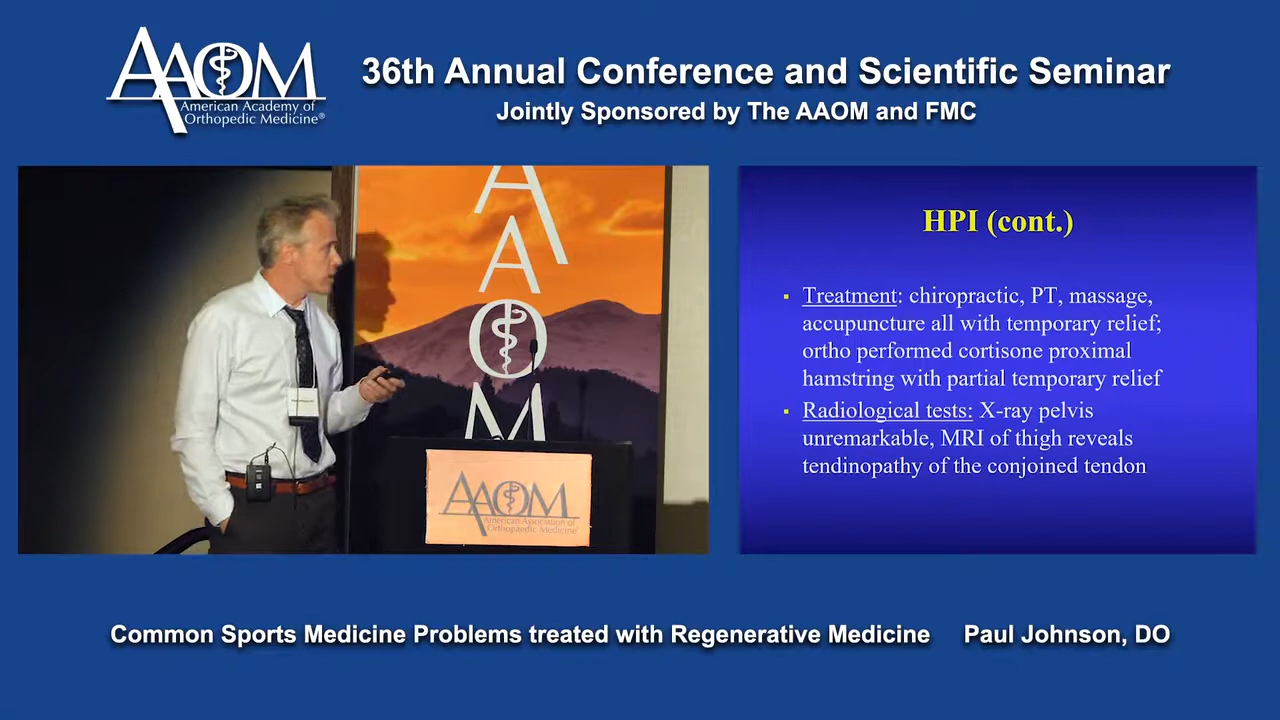 AAOM
American Academy of
Orthopedic Medicine®
36th Annual Conference and Scientific Seminar
Jointly Sponsored by The AAOM and FMC
A
A
O
M
AAOM
American Association of
Orthopaedic Medicine
HPI (cont.)
▪ Treatment: chiropractic, PT, massage,
accupuncture all with temporary relief;
ortho performed cortisone proximal
hamstring with partial temporary relief
▪ Radiological tests: X-ray pelvis
unremarkable, MRI of thigh reveals
tendinopathy of the conjoined tendon
Common Sports Medicine Problems treated with Regenerative Medicine Paul Johnson, DO